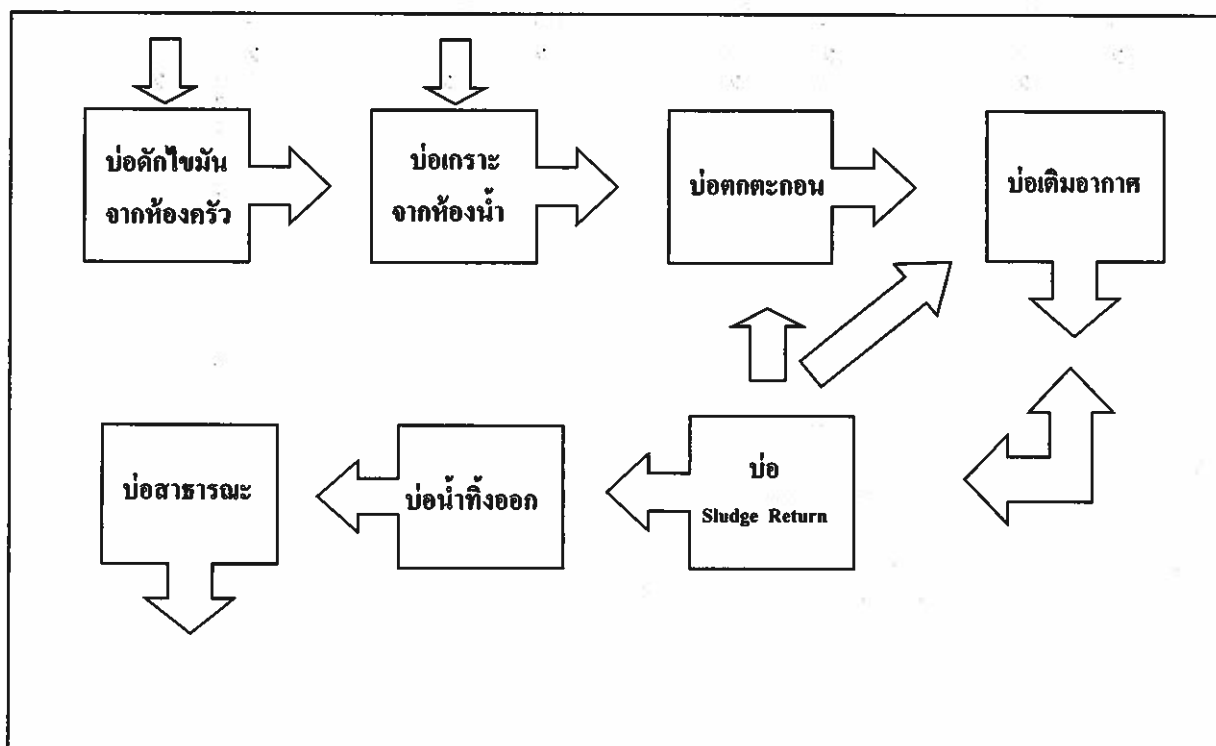 บ่อดักไขมัน
จากห้องครัว
บ่อเกราะ
จากห้องน้ำ
บ่อตกตะกอน
บ่อเติมอากาศ
บ่อสาธารณะ
บ่อน้ำทิ้งออก
บ่อ
Sludge Return